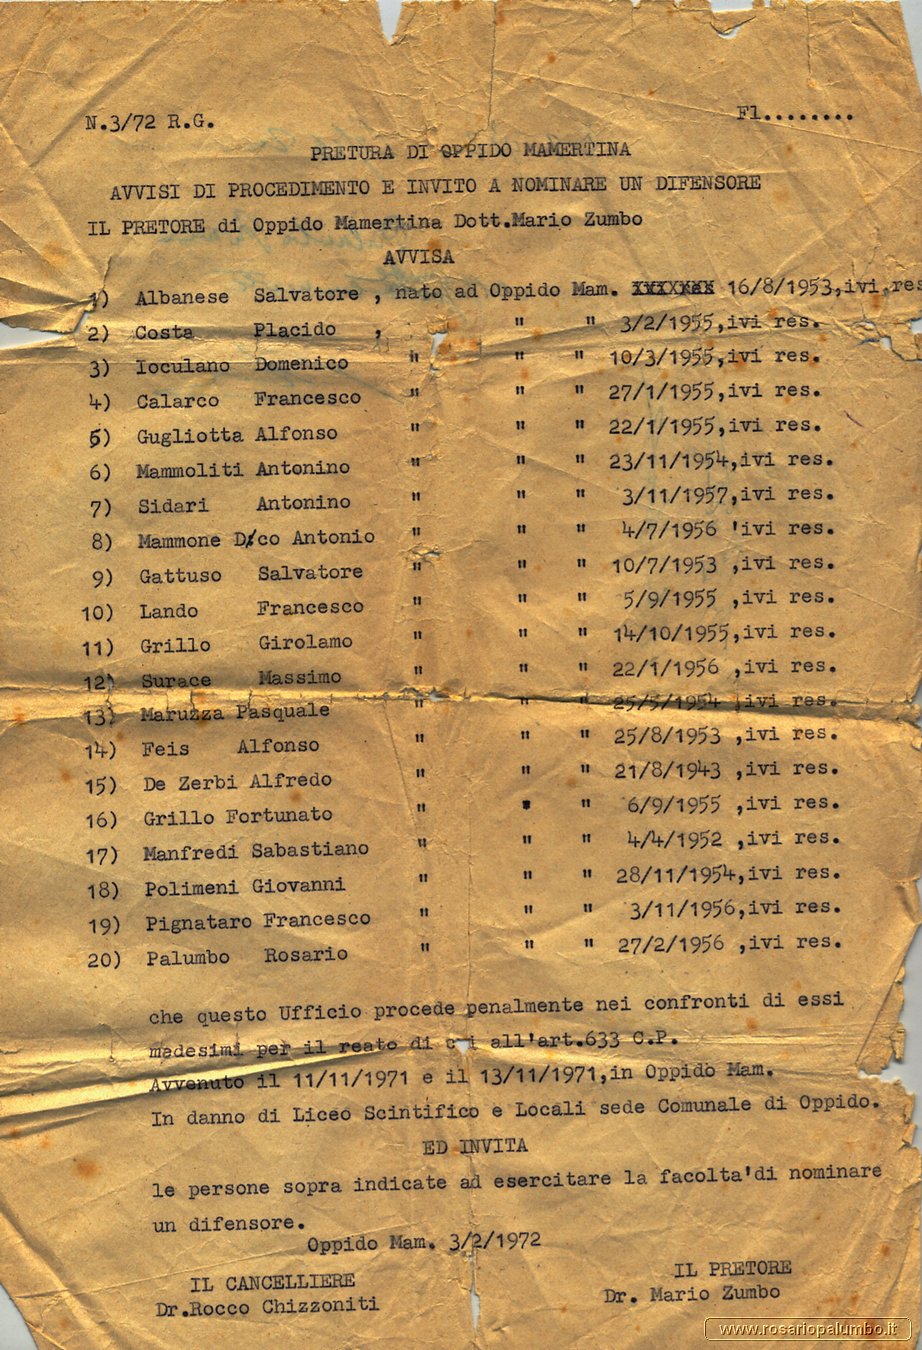 N.3/72 R.G.
Fl........
PRETURA DI OPPIDO MAMERTINA
AVVISI DI PROCEDIMENTO E INVITO A NOMINARE UN DIFENSORE
IL PRETORE di Oppido Mamertina Dott.Mario Zumbo
AVVISA
1) Albanese Salvatore , nato ad Oppido Mam. 16/8/1953,ivi,res
2) Costa Placido , " " 3/2/1955,ivi res.
3) Ioculano Domenico " " " 10/3/1955,ivi res.
4) Calarco Francesco " " " 27/1/1955,ivi res.
5) Gugliotta Alfonso " " " 22/1/1955,ivi res.
6) Mammoliti Antonino " " " 23/11/1954,ivi res.
7) Sidari Antonino " " " 3/11/1957,ivi res.
8) Mammone D/co Antonio " " " 4/7/1956 'ivi res.
9) Gattuso Salvatore " " " 10/7/1953 ,ivi res.
10) Lando Francesco " " " 5/9/1955 ,ivi res.
11) Grillo Girolamo " " " 14/10/1955,ivi res.
12) Surace Massimo " " " 22/1/1956 ,ivi res.
13) Maruzza Pasquale " " " 25/5/1954 ,ivi res.
14) Feis Alfonso " " " 25/8/1953 ,ivi res.
15) De Zerbi Alfredo " " " 21/8/1943 ,ivi res.
16) Grillo Fortunato " " " 6/9/1955 ,ivi res.
17) Manfredi Sabastiano " " " 4/4/1952 ,ivi res.
18) Polimeni Giovanni " " " 28/11/1954,ivi res.
19) Pignataro Francesco " " " 3/11/1956,ivi res.
20) Palumbo Rosario " " " 27/2/1956 ,ivi res.
che questo Ufficio procede penalmente nei confronti di essi
medesimi per il reato di cui all'art.633 C.P.
Avvenuto il 11/11/1971 e il 13/11/1971,in Oppido Mam.
In danno di Liceo Scintifico e Locali sede Comunale di Oppido.
ED INVITA
le persone sopra indicate ad esercitare la facolta'di nominare
un difensore.
Oppido Mam. 3/2/1972
IL CANCELLIERE
Dr.Rocco Chizzoniti
IL PRETORE
Dr. Mario Zumbo
www.rosariopalumbo.it